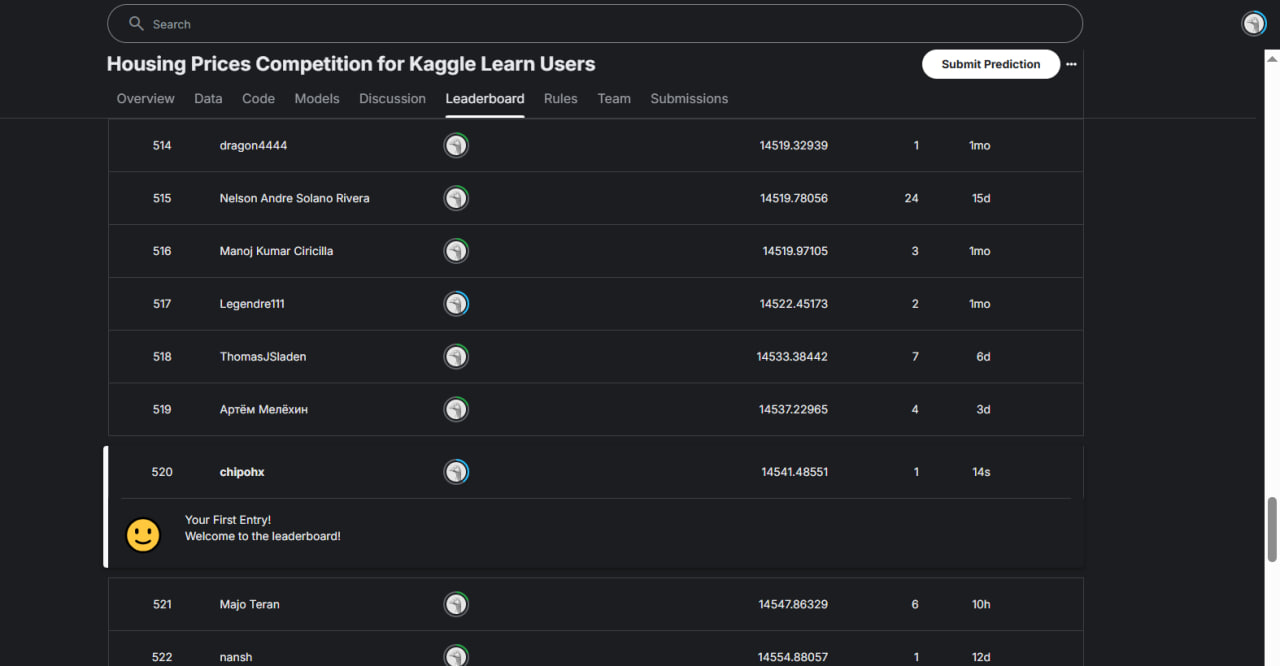 Search
Housing Prices Competition for Kaggle Learn Users
Submit Prediction
Overview Data Code Models Discussion Leaderboard Rules Team Submissions
514 dragon4444 14519.32939 1 1mo
515 Nelson Andre Solano Rivera 14519.78056 24 15d
516 Manoj Kumar Ciricilla 14519.97105 3 1mo
517 Legendre111 14522.45173 2 1mo
518 ThomasJSladen 14533.38442 7 6d
519 Артём Мелёхин 14537.22965 4 3d
520 chipohx 14541.48551 1 14s
Your First Entry!
Welcome to the leaderboard!
521 Majo Teran 14547.86329 6 10h
522 nansh 14554.88057 1 12d